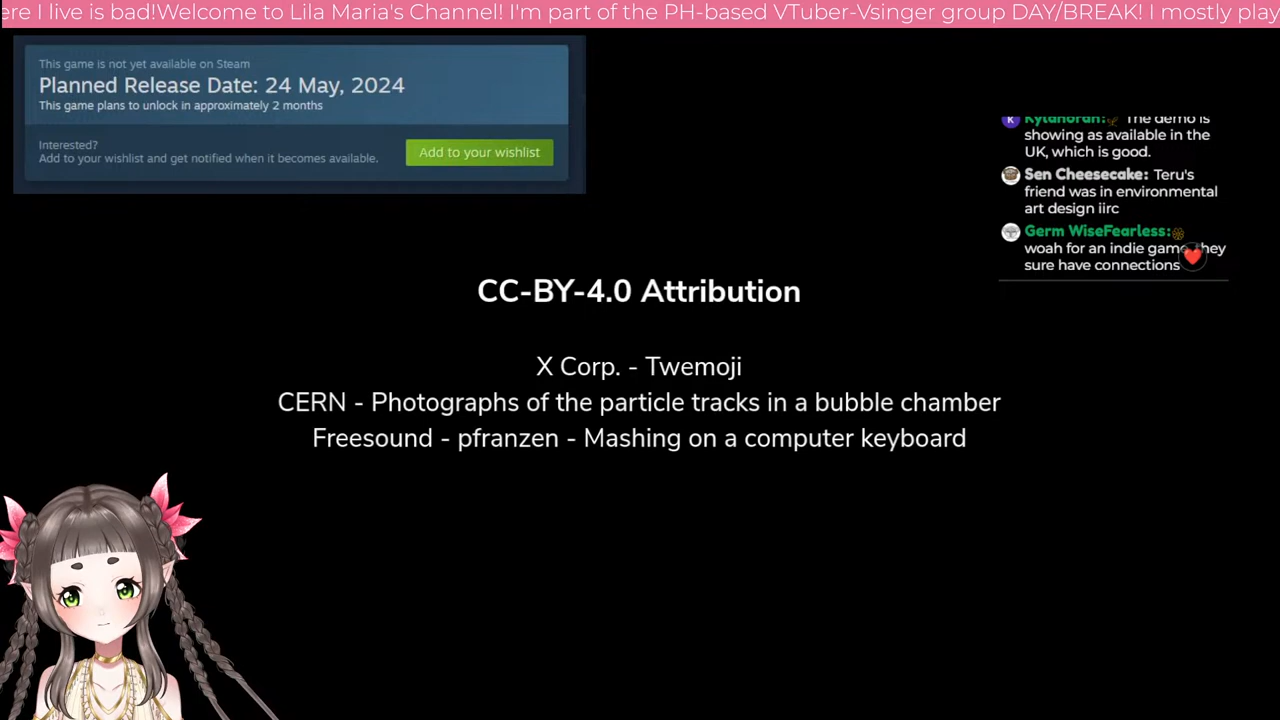 ere I live is bad!Welcome to Lila Maria's Channel! I'm part of the PH-based VTuber-Vsinger group DAY/BREAK! I mostly play
This game is not yet available on Steam
Planned Release Date: 24 May, 2024
This game plans to unlock in approximately 2 months
Interested?
Add to your wishlist and get notified when it becomes available.
Add to your wishlist
Kytanoran: The demo is
showing as available in the
UK, which is good.
Sen Cheesecake: Teru's
friend was in environmental
art design iirc
Germ WiseFearless:
woah for an indie game they
sure have connections
CC-BY-4.0 Attribution
X Corp. - Twemoji
CERN - Photographs of the particle tracks in a bubble chamber
Freesound - pfranzen - Mashing on a computer keyboard